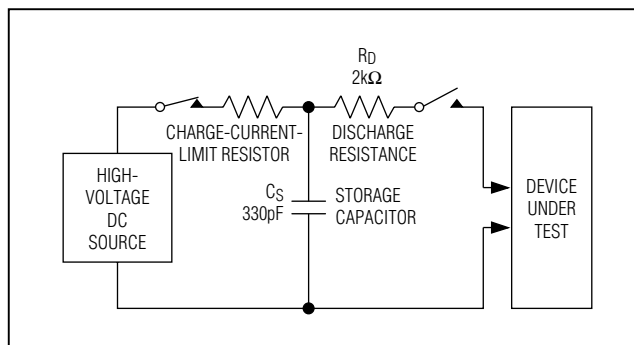 RD
2kΩ
CHARGE-CURRENT-
LIMIT RESISTOR
DISCHARGE
RESISTANCE
HIGH-
VOLTAGE
DC
SOURCE
CS
330pF
STORAGE
CAPACITOR
DEVICE
UNDER
TEST